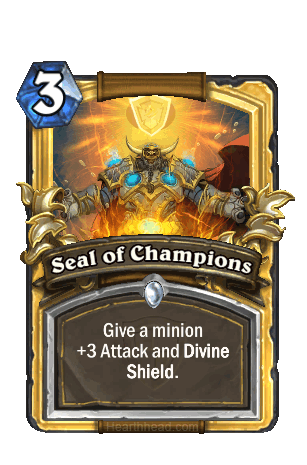 3
Seal of Champions
Give a minion
+3 Attack and Divine
Shield.
Hearthhead.com